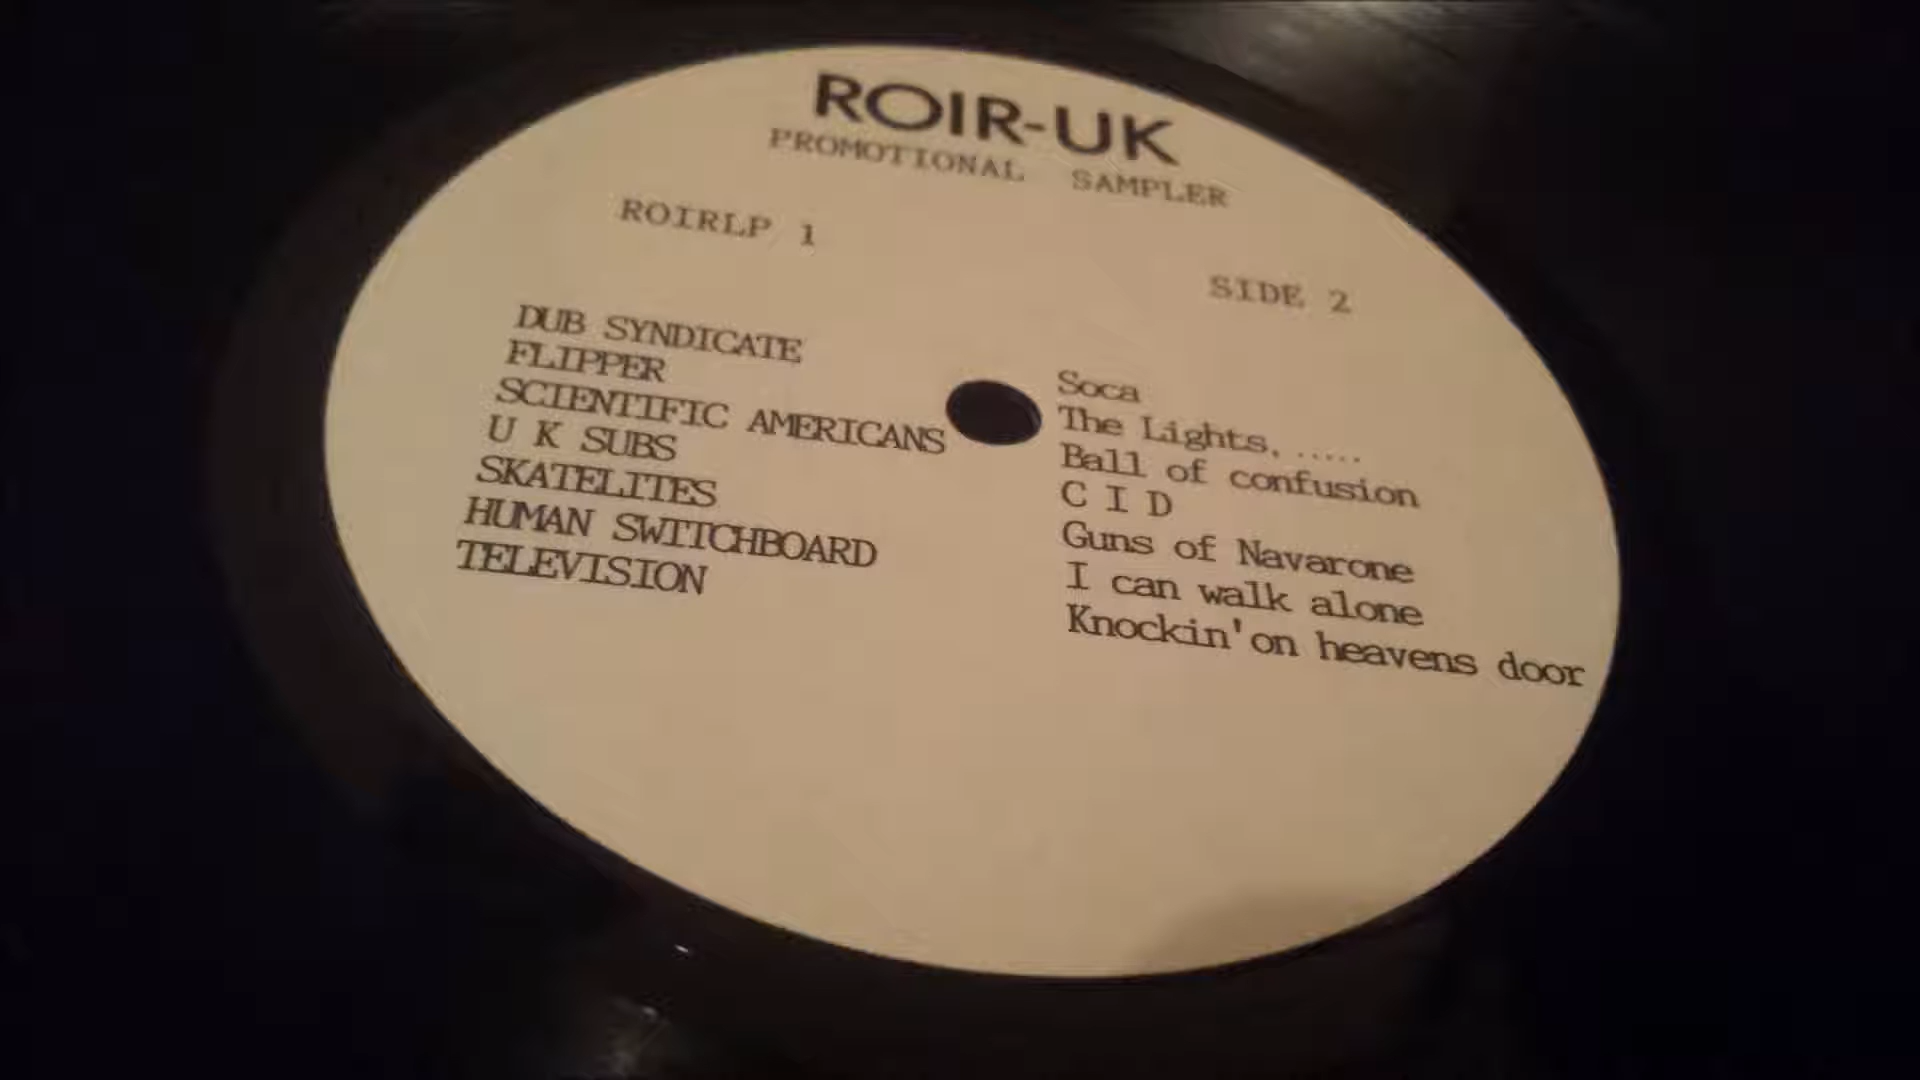 ROIR-UK
PROMOTIONAL SAMPLER
ROIRLP 1
SIDE 2
DUB SYNDICATE Soca
FLIPPER The Lights, .....
SCIENTIFIC AMERICANS Ball of confusion
U K SUBS C I D
SKATELITES Guns of Navarone
HUMAN SWITCHBOARD I can walk alone
TELEVISION Knockin'on heavens door